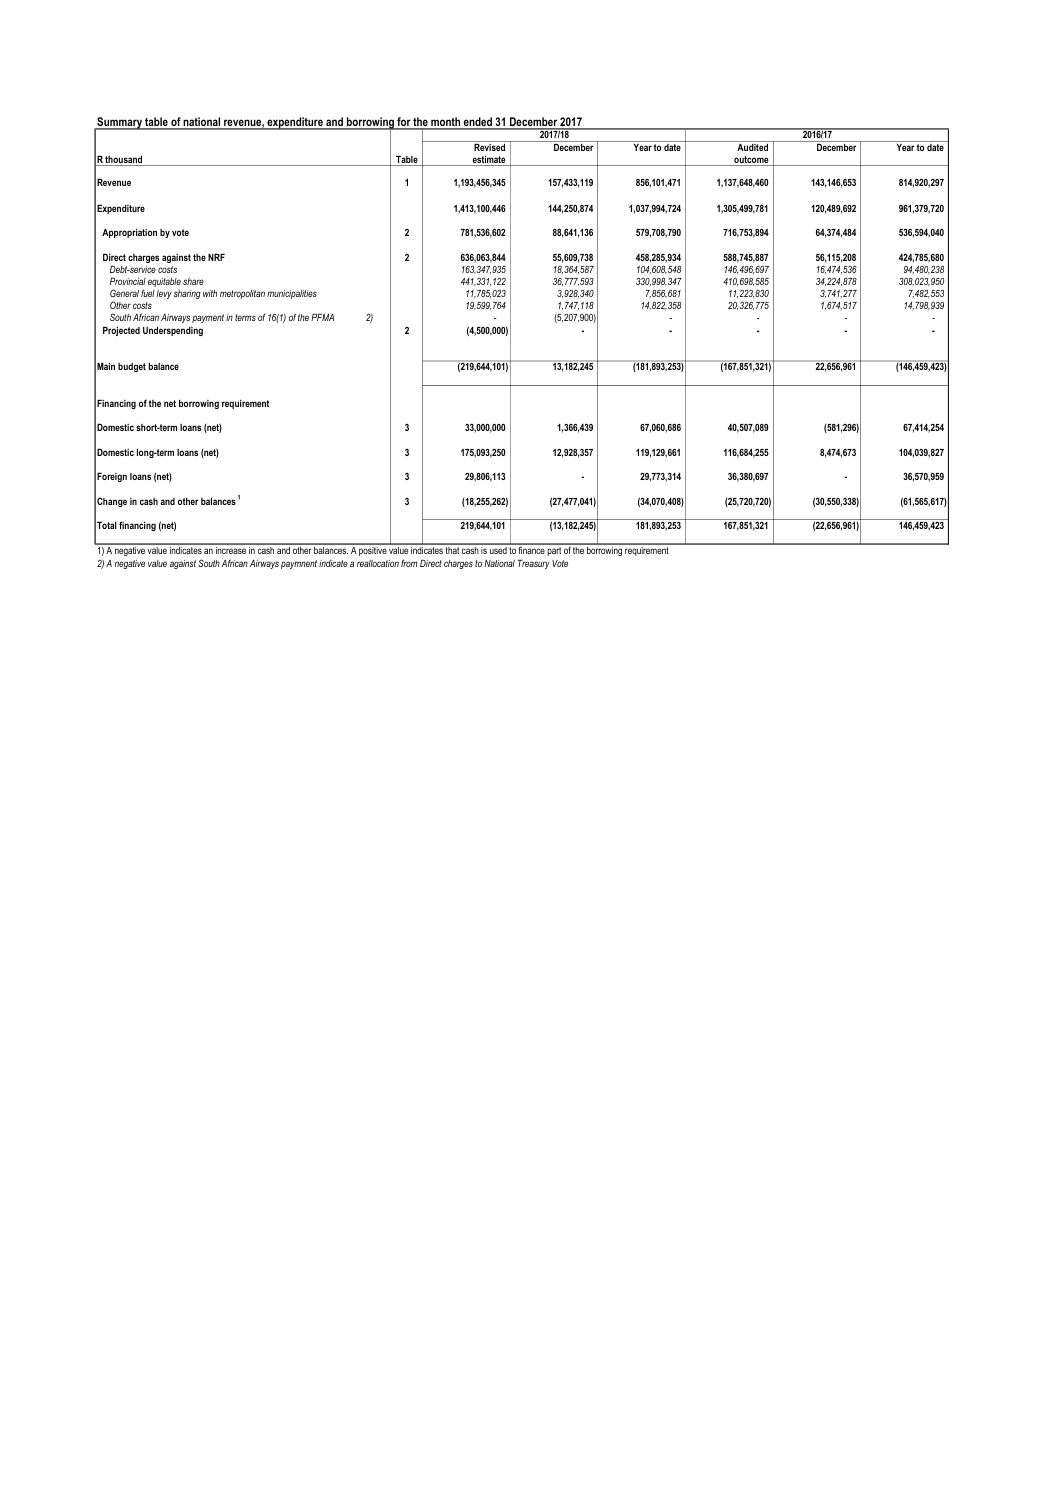 Summary table of national revenue, expenditure and borrowing for the month ended 31 December 2017
2017/18 2016/17
Revised December Year to date Audited December Year to date
R thousand Table estimate outcome
Revenue 1 1,193,456,345 157,433,119 856,101,471 1,137,648,460 143,146,653 814,920,297
Expenditure 1,413,100,446 144,250,874 1,037,994,724 1,305,499,781 120,489,692 961,379,720
Appropriation by vote 2 781,536,602 88,641,136 579,708,790 716,753,894 64,374,484 536,594,040
Direct charges against the NRF 2 636,063,844 55,609,738 458,285,934 588,745,887 56,115,208 424,785,680
Debt-service costs 163,347,935 18,364,587 104,608,548 146,496,697 16,474,536 94,480,238
Provincial equitable share 441,331,122 36,777,593 330,998,347 410,698,585 34,224,878 308,023,950
General fuel levy sharing with metropolitan municipalities 11,785,023 3,928,340 7,856,681 11,223,830 3,741,277 7,482,553
Other costs 19,599,764 1,747,118 14,822,358 20,326,775 1,674,517 14,798,939
South African Airways payment in terms of 16(1) of the PFMA 2) - (5,207,900) - - - -
Projected Underspending 2 (4,500,000) - - - - -
Main budget balance (219,644,101) 13,182,245 (181,893,253) (167,851,321) 22,656,961 (146,459,423)
Financing of the net borrowing requirement
Domestic short-term loans (net) 3 33,000,000 1,366,439 67,060,686 40,507,089 (581,296) 67,414,254
Domestic long-term loans (net) 3 175,093,250 12,928,357 119,129,661 116,684,255 8,474,673 104,039,827
Foreign loans (net) 3 29,806,113 - 29,773,314 36,380,697 - 36,570,959
Change in cash and other balances 1 3 (18,255,262) (27,477,041) (34,070,408) (25,720,720) (30,550,338) (61,565,617)
Total financing (net) 219,644,101 (13,182,245) 181,893,253 167,851,321 (22,656,961) 146,459,423
1) A negative value indicates an increase in cash and other balances. A positive value indicates that cash is used to finance part of the borrowing requirement
2) A negative value against South African Airways paymnent indicate a reallocation from Direct charges to National Treasury Vote